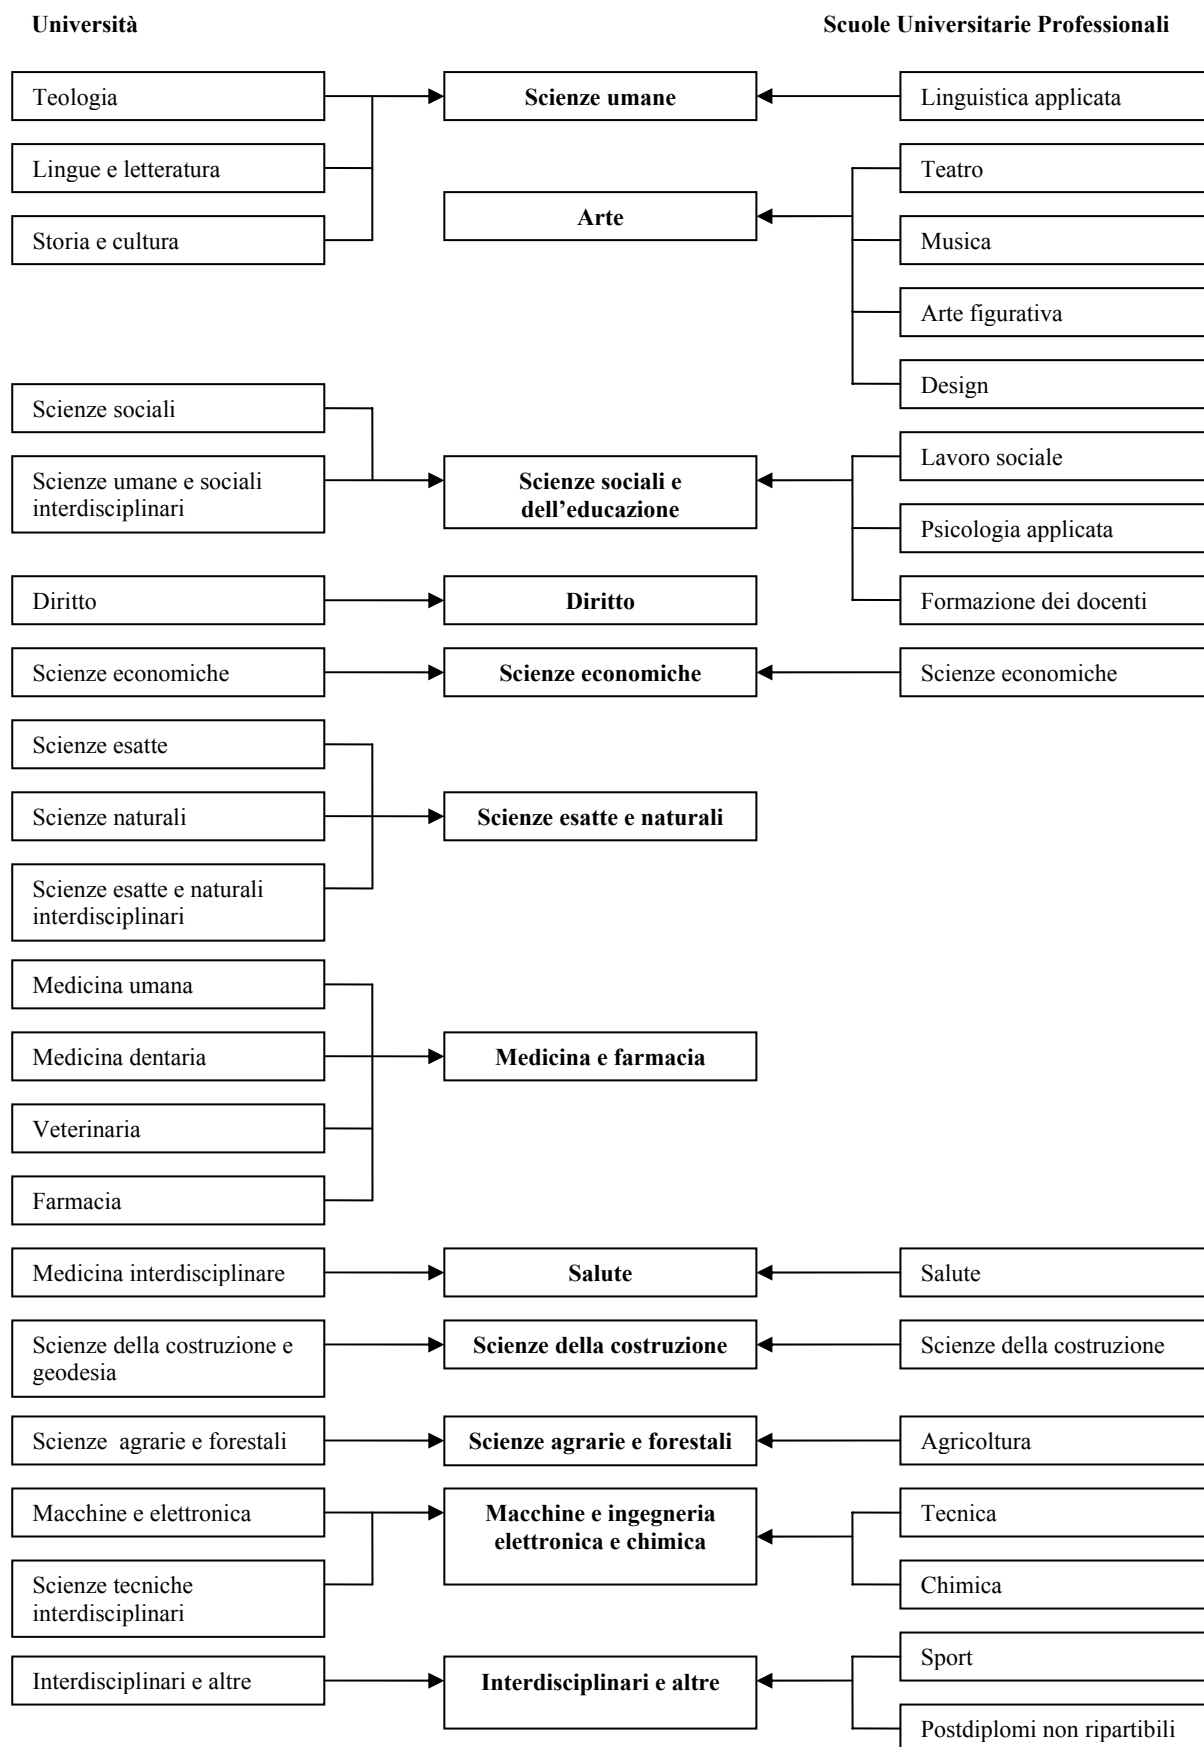 Università
Scuole Universitarie Professionali
Teologia
Scienze umane
Linguistica applicata
Lingue e letteratura
Teatro
Arte
Storia e cultura
Musica
Arte figurativa
Design
Scienze sociali
Lavoro sociale
Scienze umane e sociali
interdisciplinari
Scienze sociali e
dell'educazione
Psicologia applicata
Diritto
Diritto
Formazione dei docenti
Scienze economiche
Scienze economiche
Scienze economiche
Scienze esatte
Scienze naturali
Scienze esatte e naturali
Scienze esatte e naturali
interdisciplinari
Medicina umana
Medicina dentaria
Medicina e farmacia
Veterinaria
Farmacia
Medicina interdisciplinare
Salute
Salute
Scienze della costruzione e
geodesia
Scienze della costruzione
Scienze della costruzione
Scienze agrarie e forestali
Scienze agrarie e forestali
Agricoltura
Macchine e elettronica
Macchine e ingegneria
elettronica e chimica
Tecnica
Scienze tecniche
interdisciplinari
Chimica
Sport
Interdisciplinari e altre
Interdisciplinari e altre
Postdiplomi non ripartibili